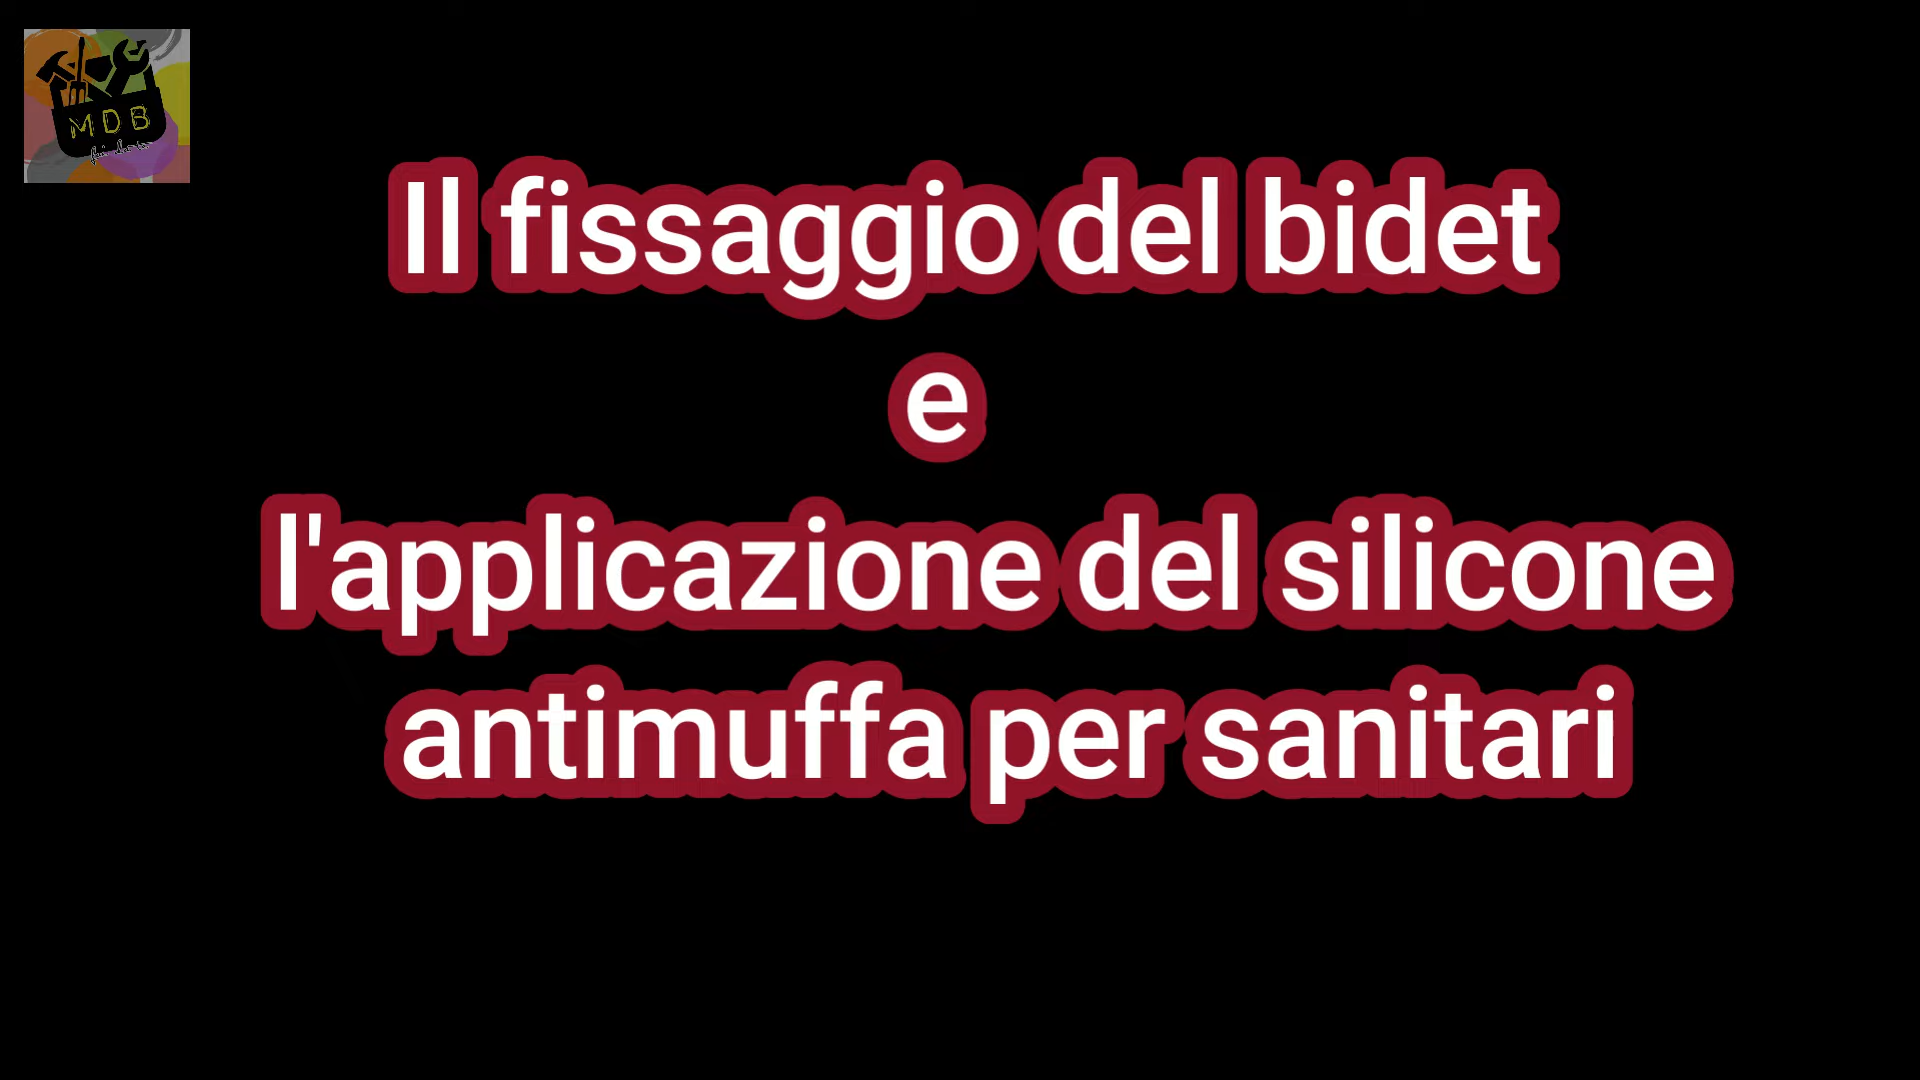 MDB
Il fissaggio del bidet
e
l'applicazione del silicone
antimuffa per sanitari